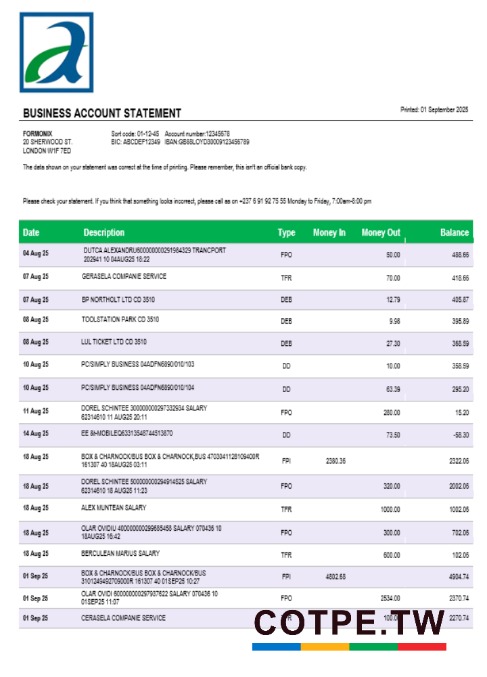 a
BUSINESS ACCOUNT STATEMENT
Printed: 01 September 2025
FORMONIX
20 SHERWOOD ST.
LONDON W1F 7ED
Sort code: 01-12-45 Account number:12345678
BIC: ABCDEF12349 IBAN:GB68LOYD39009123456789
The data shown on your statement was correct at the time of printing. Please remember, this isn't an official bank copy.
Please check your statement. If you think that something looks incorrect, please call as on +237 6 91 92 75 55 Monday to Friday, 7:00am-8:00 pm
Date Description Type Money In Money Out Balance
04 Aug 25 DUTCA ALEXANDRU TRANCPORT
202941 10 04AUG25 18:22 FPO 50.00 488.66
07 Aug 25 GERASELA COMPANIE SERVICE TFR 70.00 418.66
07 Aug 25 BP NORTHOLT LTD CD 3510 DEB 12.79 405.87
08 Aug 25 TOOLSTATION PARK CD 3510 DEB 9.98 395.89
08 Aug 25 LUL TICKET LTD CD 3510 DEB 27.30 368.59
10 Aug 25 PC/SIMPLY BUSINESS 04ADFN6890/010/103 DD 10.00 358.59
10 Aug 25 PC/SIMPLY BUSINESS 04ADFN6890/010/104 DD 63.39 295.20
11 Aug 25 DOREL SCHINTEE 300000000297332934 SALARY
62314610 11 AUG25 20:11 FPO 280.00 15.20
14 Aug 25 EE &I-MOBILE DD 73.50 -58.30
18 Aug 25 BOX & CHARNOCK/BUS BOX & CHARNOCK,BUS
161307 40 18AUG25 03:11 FPI 2380.36 2322.06
18 Aug 25 DOREL SCHINTEE 500000000294914525 SALARY
62314610 18 AUG25 11:23 FPO 320.00 2002.06
18 Aug 25 ALEX MUNTEAN SALARY TFR 1000.00 1002.06
18 Aug 25 OLAR OVIDIU 400000000299685458 SALARY 070436 10
18AUG25 16:42 FPO 300.00 702.06
18 Aug 25 BERCULEAN MARIUS SALARY TFR 600.00 102.06
01 Sep 25 BOX & CHARNOCK/BUS BOX & CHARNOCK/BUS
161307 40 01SEP25 10:27 FPI 4802.68 4904.74
01 Sep 25 OLAR OVIDI SALARY 070436 10
01SEP25 11:07 FPO 2534.00 2370.74
01 Sep 25 CERASELA COMPANIE SERVICE TFR 100.00 2270.74
COTPE.TW